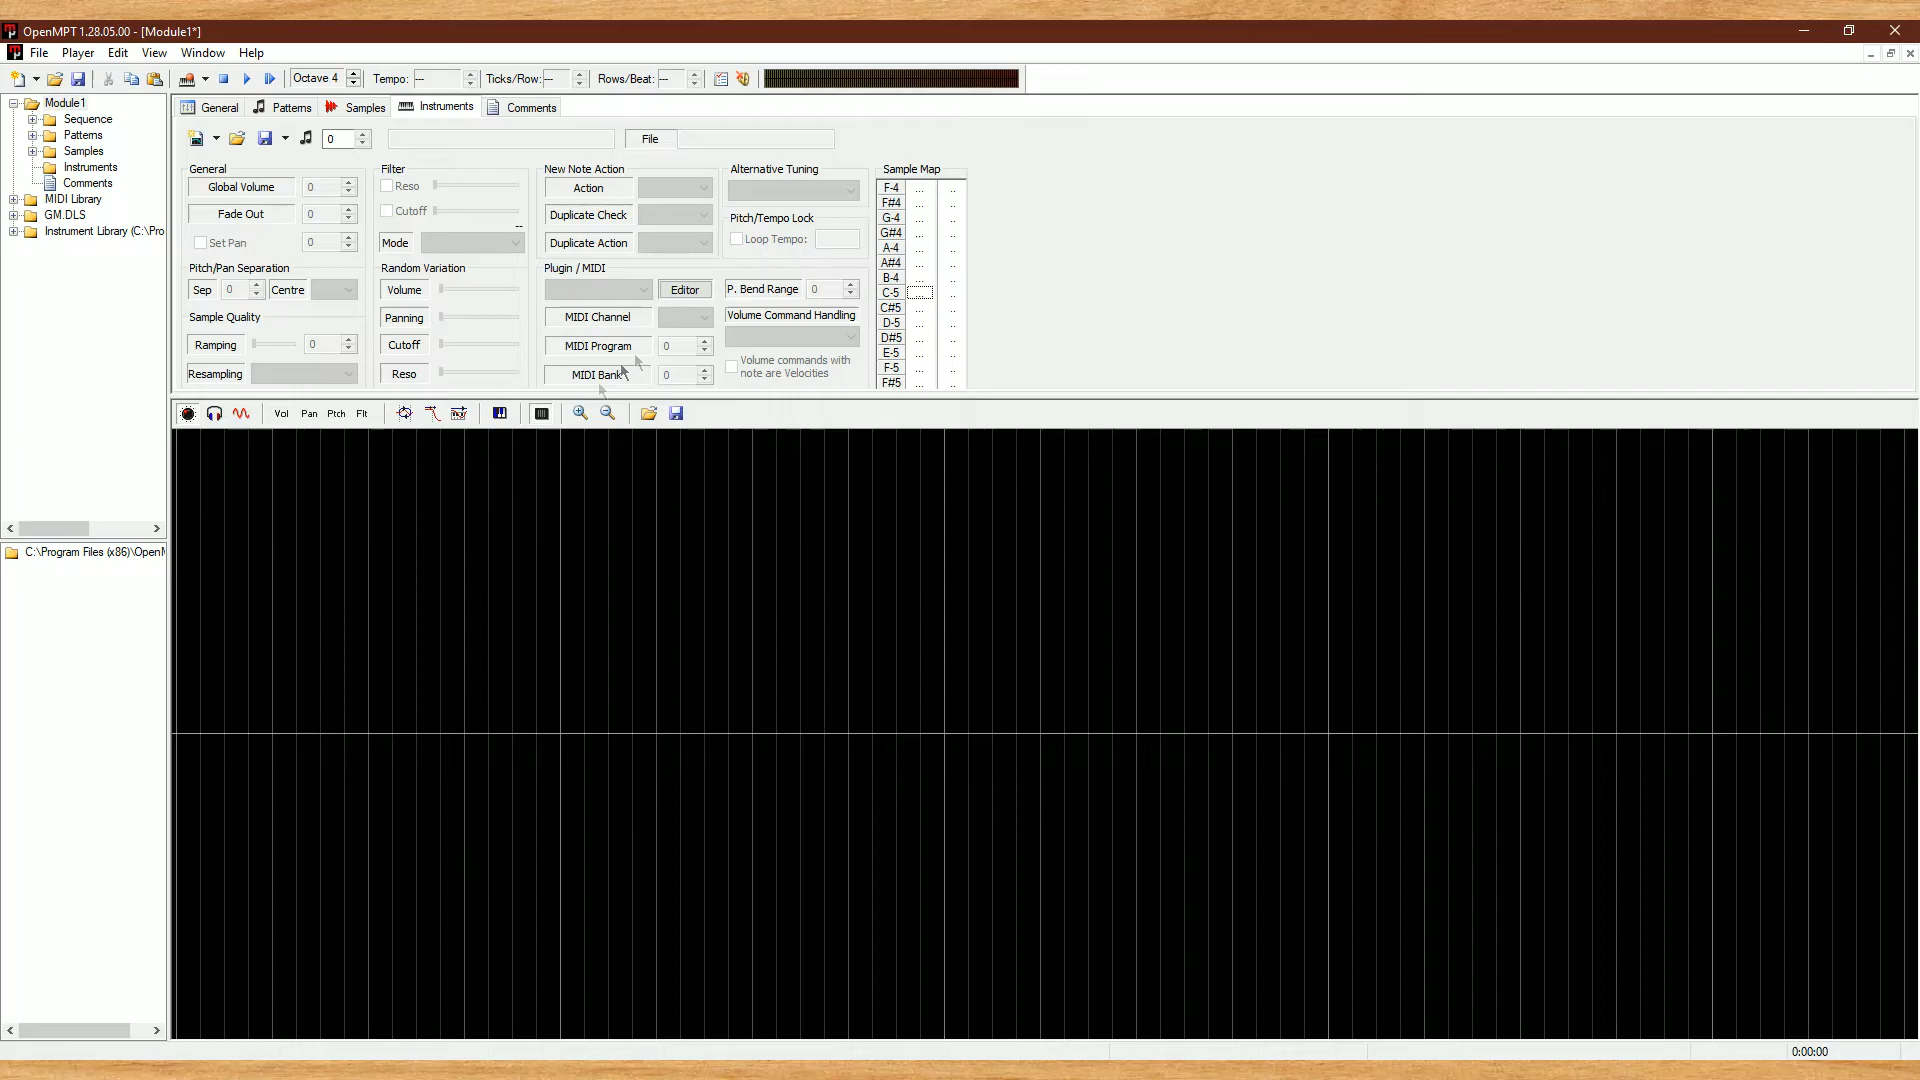 OpenMPT 1.28.05.00 - [Module1*]
File Player Edit View Window Help
Octave 4 Tempo: --- Ticks/Row: --- Rows/Beat: ---
Module1
Sequence
Patterns
Samples
Instruments
Comments
MIDI Library
GM.DLS
Instrument Library (C:\Pro
C:\Program Files (x86)\Open
General Patterns Samples Instruments Comments
0 File
General
Global Volume 0
Fade Out 0
Set Pan 0
Pitch/Pan Separation
Sep 0 Centre
Sample Quality
Ramping 0
Resampling
Filter
Reso
Cutoff
--
Mode
Random Variation
Volume
Panning
Cutoff
Reso
New Note Action
Action
Duplicate Check
Duplicate Action
Plugin / MIDI
Editor
MIDI Channel
MIDI Program 0
MIDI Bank 0
Alternative Tuning
Pitch/Tempo Lock
Loop Tempo:
P. Bend Range 0
Volume Command Handling
Volume commands with
note are Velocities
Sample Map
F-4 ... ..
F#4 ... ..
G-4 ... ..
G#4 ... ..
A-4 ... ..
A#4 ... ..
B-4 ... ..
C-5 ... ..
C#5 ... ..
D-5 ... ..
D#5 ... ..
E-5 ... ..
F-5 ... ..
F#5 ... ..
Vol Pan Ptch Flt
0:00:00